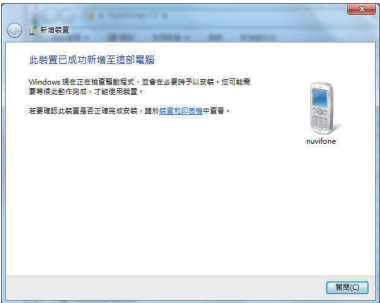 新增裝置
此裝置已成功新增至這部電腦
Windows 現在正在檢查驅動程式，並會在必要時予以安裝。您可能需
要等候此動作完成，才能使用裝置。
若要確認此裝置是否正確完成安裝，請於裝置和印表機中查看。
nuvifone
關閉(C)